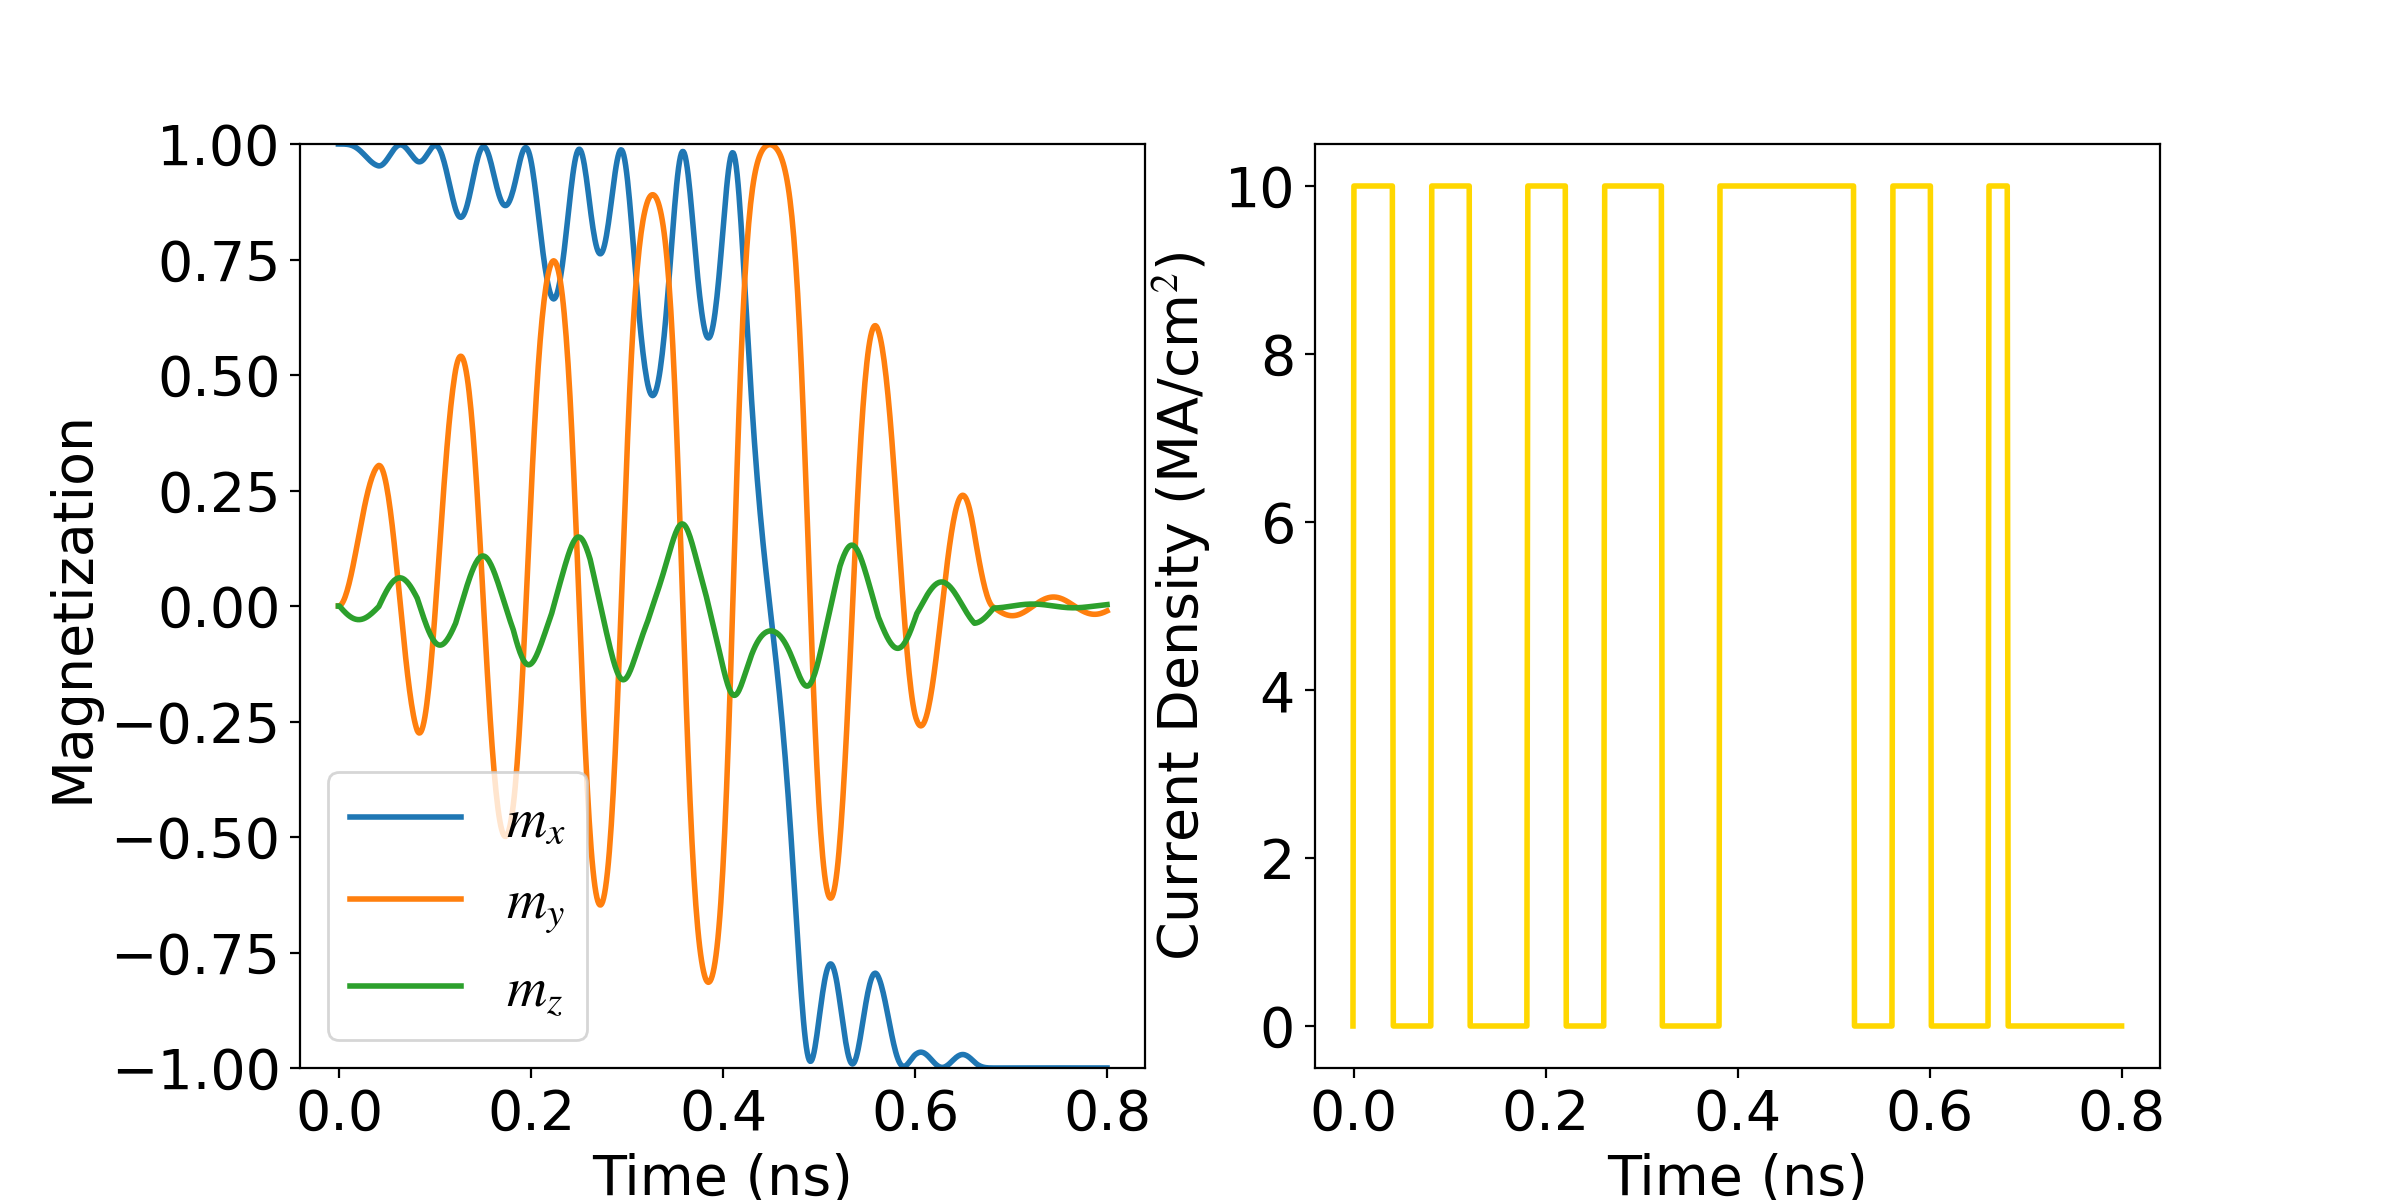 1.00
0.75
0.50
0.25
0.00
−0.25
−0.50
−0.75
−1.00
Magnetization
m_x
m_y
m_z
0.0 0.2 0.4 0.6 0.8
Time (ns)
10
8
6
4
2
0
Current Density (MA/cm²)
0.0 0.2 0.4 0.6 0.8
Time (ns)